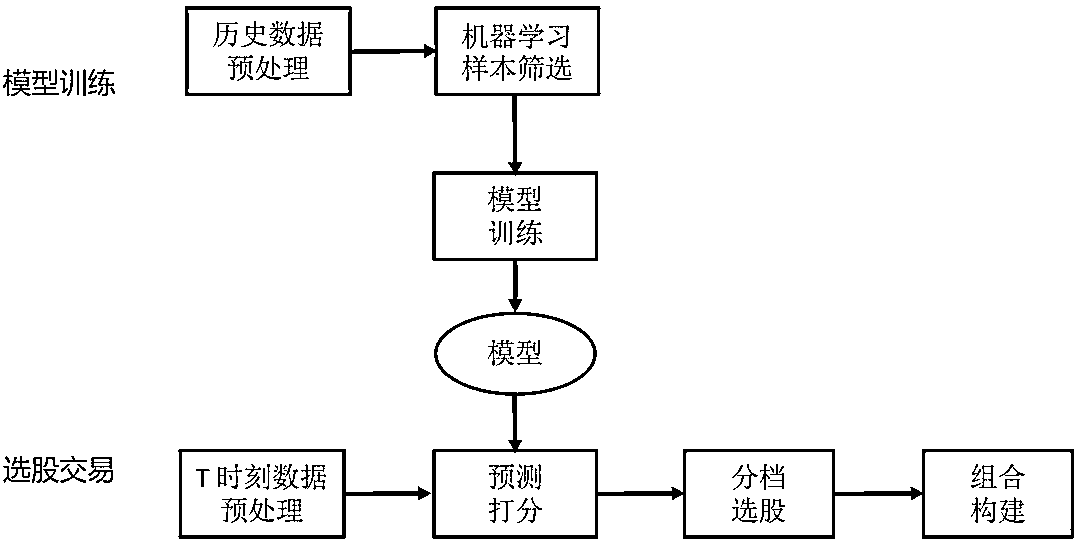 模型训练
历史数据
预处理
机器学习
样本筛选
模型
训练
模型
选股交易
T 时刻数据
预处理
预测
打分
分档
选股
组合
构建